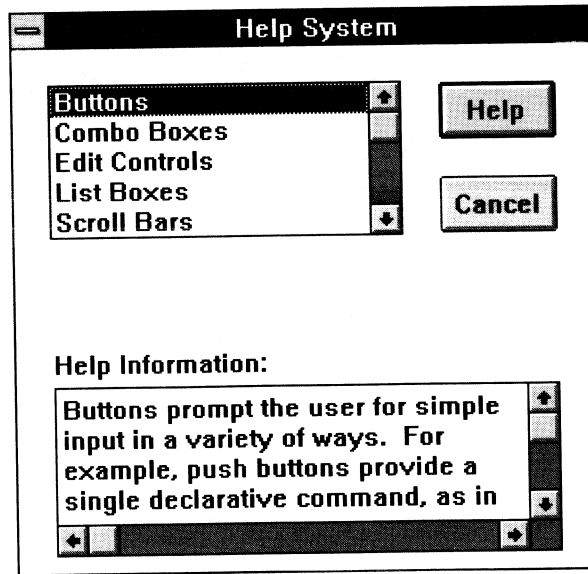 Help System
Buttons
Combo Boxes
Edit Controls
List Boxes
Scroll Bars
Help
Cancel
Help Information:
Buttons prompt the user for simple
input in a variety of ways.  For
example, push buttons provide a
single declarative command, as in